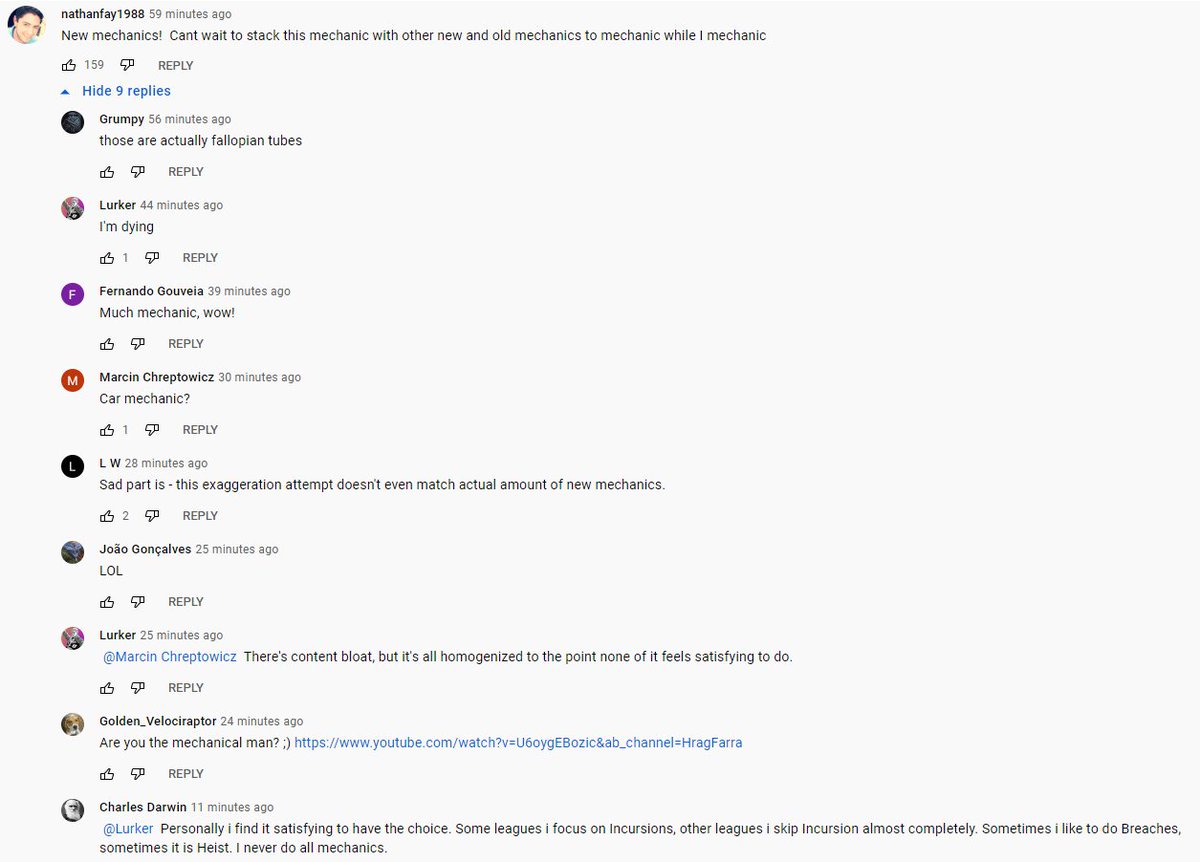 nathanfay1988 59 minutes ago
New mechanics!  Cant wait to stack this mechanic with other new and old mechanics to mechanic while I mechanic
159 REPLY
Hide 9 replies
Grumpy 56 minutes ago
those are actually fallopian tubes
REPLY
Lurker 44 minutes ago
I'm dying
1 REPLY
F
Fernando Gouveia 39 minutes ago
Much mechanic, wow!
REPLY
M
Marcin Chreptowicz 30 minutes ago
Car mechanic?
1 REPLY
L
L W 28 minutes ago
Sad part is - this exaggeration attempt doesn't even match actual amount of new mechanics.
2 REPLY
João Gonçalves 25 minutes ago
LOL
REPLY
Lurker 25 minutes ago
@Marcin Chreptowicz  There's content bloat, but it's all homogenized to the point none of it feels satisfying to do.
REPLY
Golden_Velociraptor 24 minutes ago
Are you the mechanical man? ;) https://www.youtube.com/watch?v=U6oygEBozic&ab_channel=HragFarra
REPLY
Charles Darwin 11 minutes ago
@Lurker  Personally i find it satisfying to have the choice. Some leagues i focus on Incursions, other leagues i skip Incursion almost completely. Sometimes i like to do Breaches,
sometimes it is Heist. I never do all mechanics.